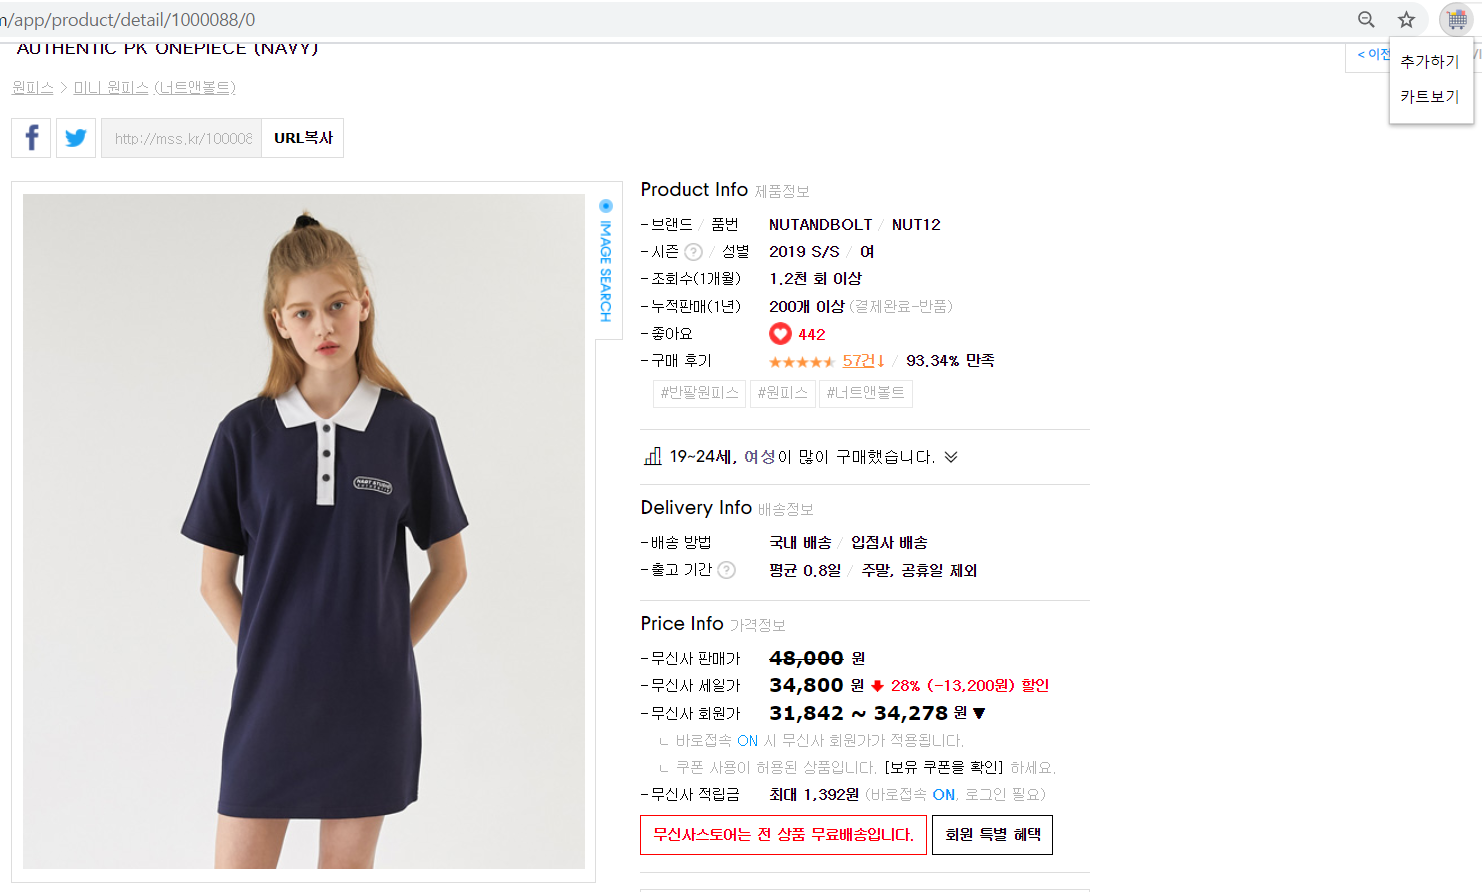 m/app/product/detail/1000088/0
추가하기
카트보기
AUTHENTIC PK ONEPIECE (NAVY)
< 이전
원피스 > 미니 원피스 (너트앤볼트)
http://mss.kr/100008
URL복사
IMAGE SEARCH
Product Info 제품정보
- 브랜드 / 품번 NUTANDBOLT / NUT12
- 시즌 ? / 성별 2019 S/S / 여
- 조회수(1개월) 1.2천 회 이상
- 누적판매(1년) 200개 이상 (결제완료-반품)
- 좋아요 442
- 구매 후기 ★★★★★ 57건↓ / 93.34% 만족
#반팔원피스 #원피스 #너트앤볼트
19~24세, 여성이 많이 구매했습니다.
Delivery Info 배송정보
- 배송 방법 국내 배송 / 입점사 배송
- 출고 기간 ? 평균 0.8일 / 주말, 공휴일 제외
Price Info 가격정보
- 무신사 판매가 48,000 원
- 무신사 세일가 34,800 원 28% (-13,200원) 할인
- 무신사 회원가 31,842 ~ 34,278 원 ▼
ㄴ 바로접속 ON 시 무신사 회원가가 적용됩니다.
ㄴ 쿠폰 사용이 허용된 상품입니다. [보유 쿠폰을 확인] 하세요.
- 무신사 적립금 최대 1,392원 (바로접속 ON, 로그인 필요)
무신사스토어는 전 상품 무료배송입니다.
회원 특별 혜택